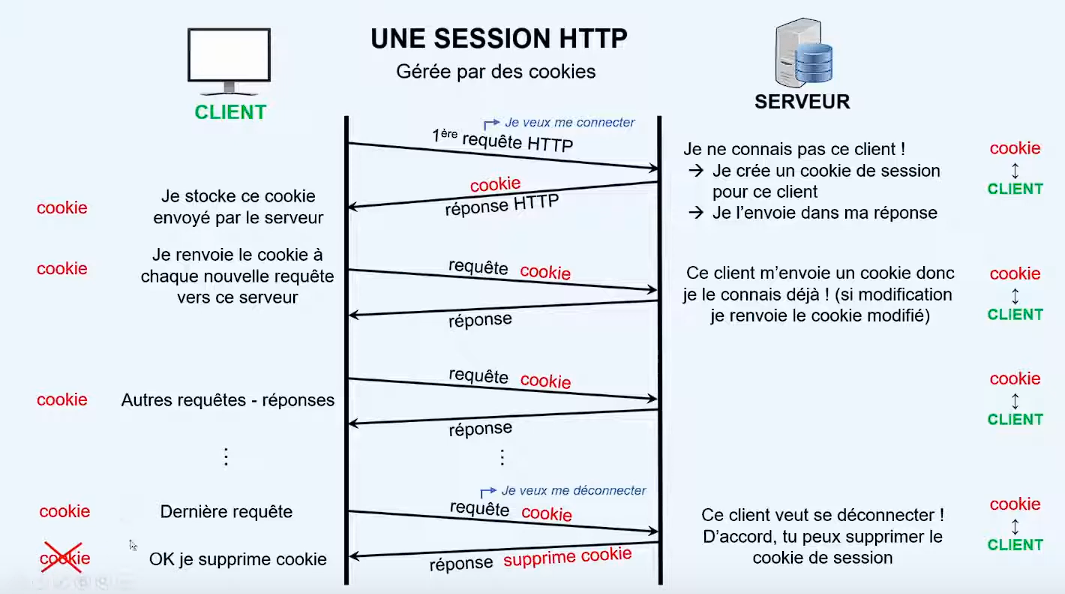 UNE SESSION HTTP
Gérée par des cookies
CLIENT
SERVEUR
Je veux me connecter
1ère requête HTTP
Je ne connais pas ce client !
→ Je crée un cookie de session
pour ce client
→ Je l'envoie dans ma réponse
cookie
↕
CLIENT
cookie
réponse HTTP
cookie
Je stocke ce cookie
envoyé par le serveur
cookie
Je renvoie le cookie à
chaque nouvelle requête
vers ce serveur
requête cookie
Ce client m'envoie un cookie donc
je le connais déjà ! (si modification
je renvoie le cookie modifié)
cookie
↕
CLIENT
réponse
cookie
Autres requêtes - réponses
requête cookie
réponse
cookie
↕
CLIENT
⋮
⋮
Je veux me déconnecter
cookie
Dernière requête
requête cookie
Ce client veut se déconnecter !
D'accord, tu peux supprimer le
cookie de session
cookie
↕
CLIENT
cookie
OK je supprime cookie
réponse supprime cookie